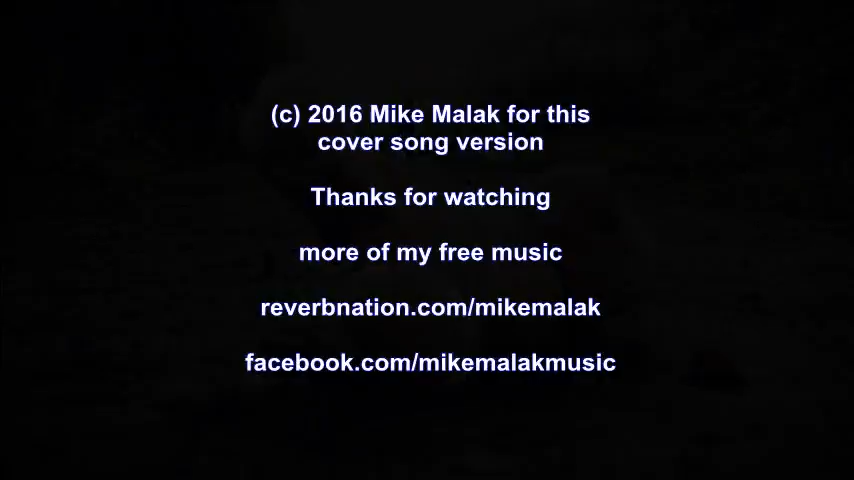 (c) 2016 Mike Malak for this
cover song version
Thanks for watching
more of my free music
reverbnation.com/mikemalak
facebook.com/mikemalakmusic